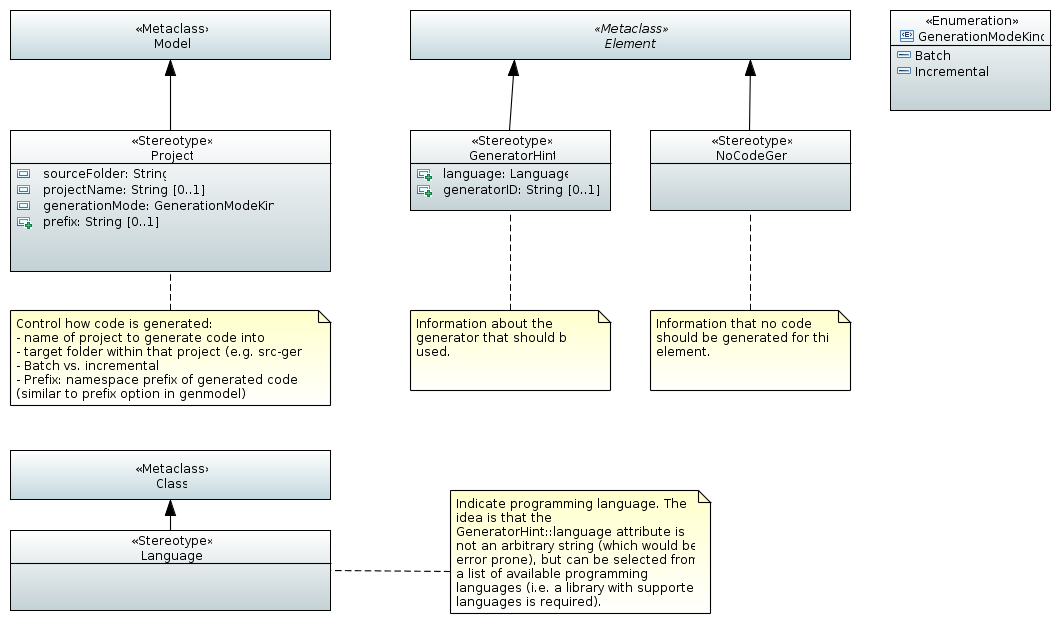 «Metaclass»
Model
«Metaclass»
Element
«Enumeration»
GenerationModeKind
Batch
Incremental
«Stereotype»
Project
sourceFolder: String
projectName: String [0..1]
generationMode: GenerationModeKin
prefix: String [0..1]
«Stereotype»
GeneratorHint
language: Language
generatorID: String [0..1]
«Stereotype»
NoCodeGer
Control how code is generated:
- name of project to generate code into
- target folder within that project (e.g. src-ger
- Batch vs. incremental
- Prefix: namespace prefix of generated code
(similar to prefix option in genmodel)
Information about the
generator that should b
used.
Information that no code
should be generated for thi
element.
«Metaclass»
Class
«Stereotype»
Language
Indicate programming language. The
idea is that the
GeneratorHint::language attribute is
not an arbitrary string (which would be
error prone), but can be selected from
a list of available programming
languages (i.e. a library with supporte
languages is required).